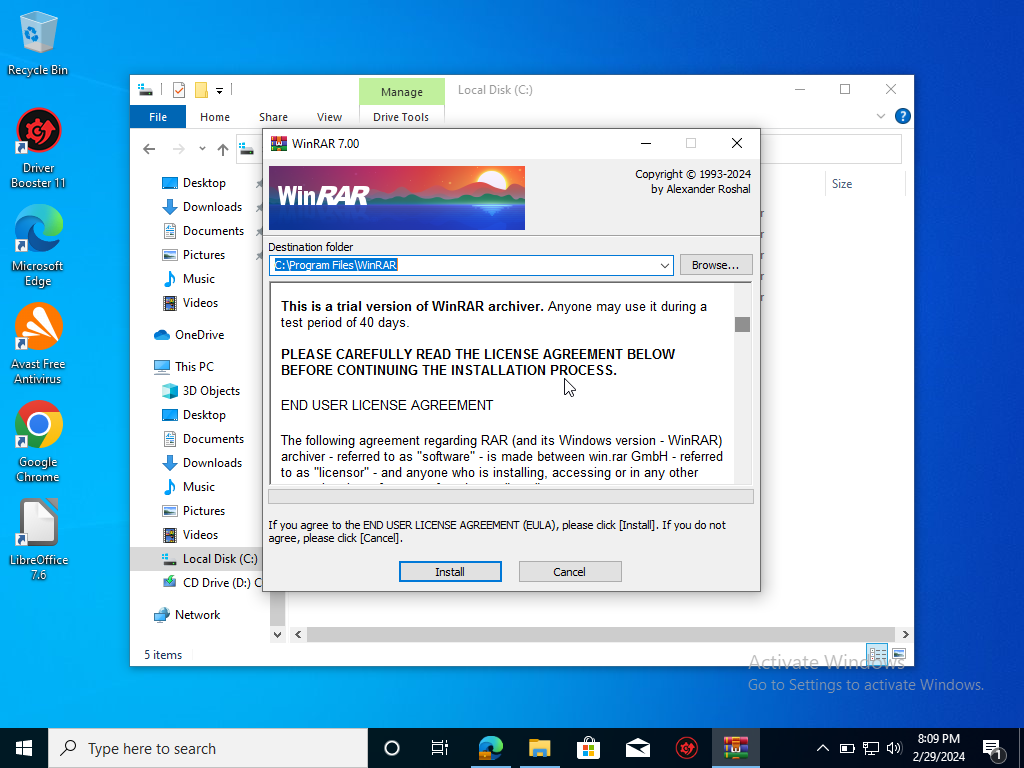 Recycle Bin
Driver
Booster 11
Microsoft
Edge
Avast Free
Antivirus
Google
Chrome
LibreOffice
7.6
Manage
Local Disk (C:)
File
Home
Share
View
Drive Tools
Size
Desktop
Downloads
Documents
Pictures
Music
Videos
OneDrive
This PC
3D Objects
Desktop
Documents
Downloads
Music
Pictures
Videos
Local Disk (C:)
CD Drive (D:) C
Network
5 items
WinRAR 7.00
WinRAR
Copyright © 1993-2024
by Alexander Roshal
Destination folder
C:\Program Files\WinRAR
Browse...
This is a trial version of WinRAR archiver. Anyone may use it during a
test period of 40 days.
PLEASE CAREFULLY READ THE LICENSE AGREEMENT BELOW
BEFORE CONTINUING THE INSTALLATION PROCESS.
END USER LICENSE AGREEMENT
The following agreement regarding RAR (and its Windows version - WinRAR)
archiver - referred to as "software" - is made between win.rar GmbH - referred
to as "licensor" - and anyone who is installing, accessing or in any other
If you agree to the END USER LICENSE AGREEMENT (EULA), please click [Install]. If you do not
agree, please click [Cancel].
Install
Cancel
Activate Windows
Go to Settings to activate Windows.
Type here to search
8:09 PM
2/29/2024
1